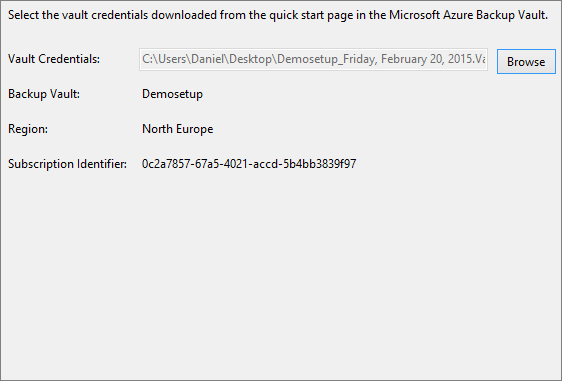 Select the vault credentials downloaded from the quick start page in the Microsoft Azure Backup Vault.
Vault Credentials: C:\Users\Daniel\Desktop\Demosetup_Friday, February 20, 2015.Va Browse
Backup Vault: Demosetup
Region: North Europe
Subscription Identifier: 0c2a7857-67a5-4021-accd-5b4bb3839f97